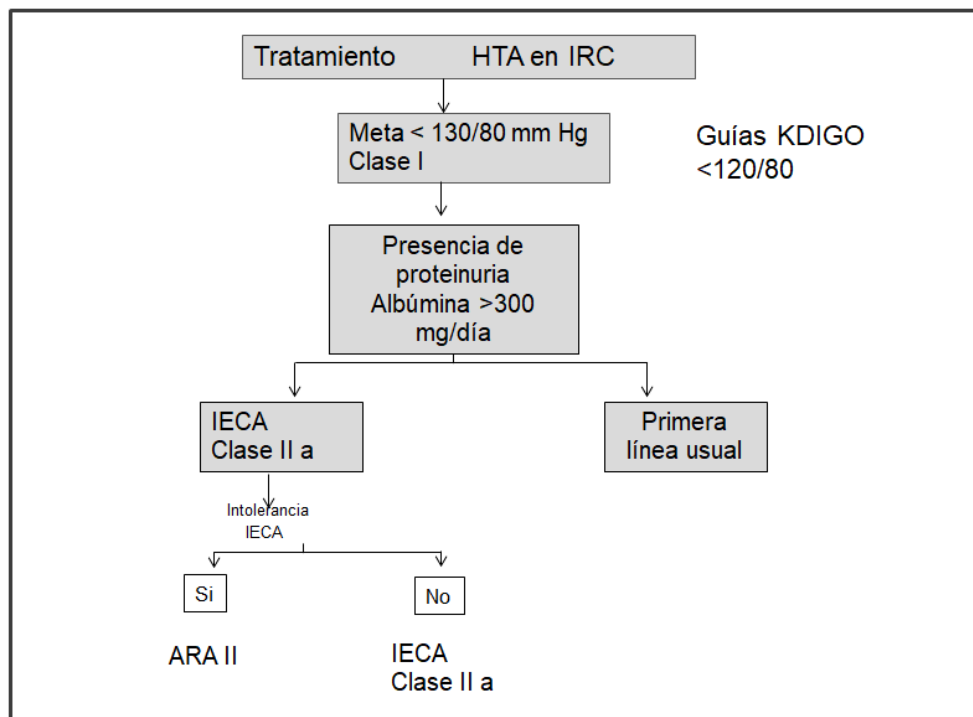 Tratamiento HTA en IRC
Meta < 130/80 mm Hg
Clase I
Guías KDIGO
<120/80
Presencia de
proteinuria
Albúmina >300
mg/día
IECA
Clase II a
Primera
línea usual
Intolerancia
IECA
Si
No
ARA II
IECA
Clase II a